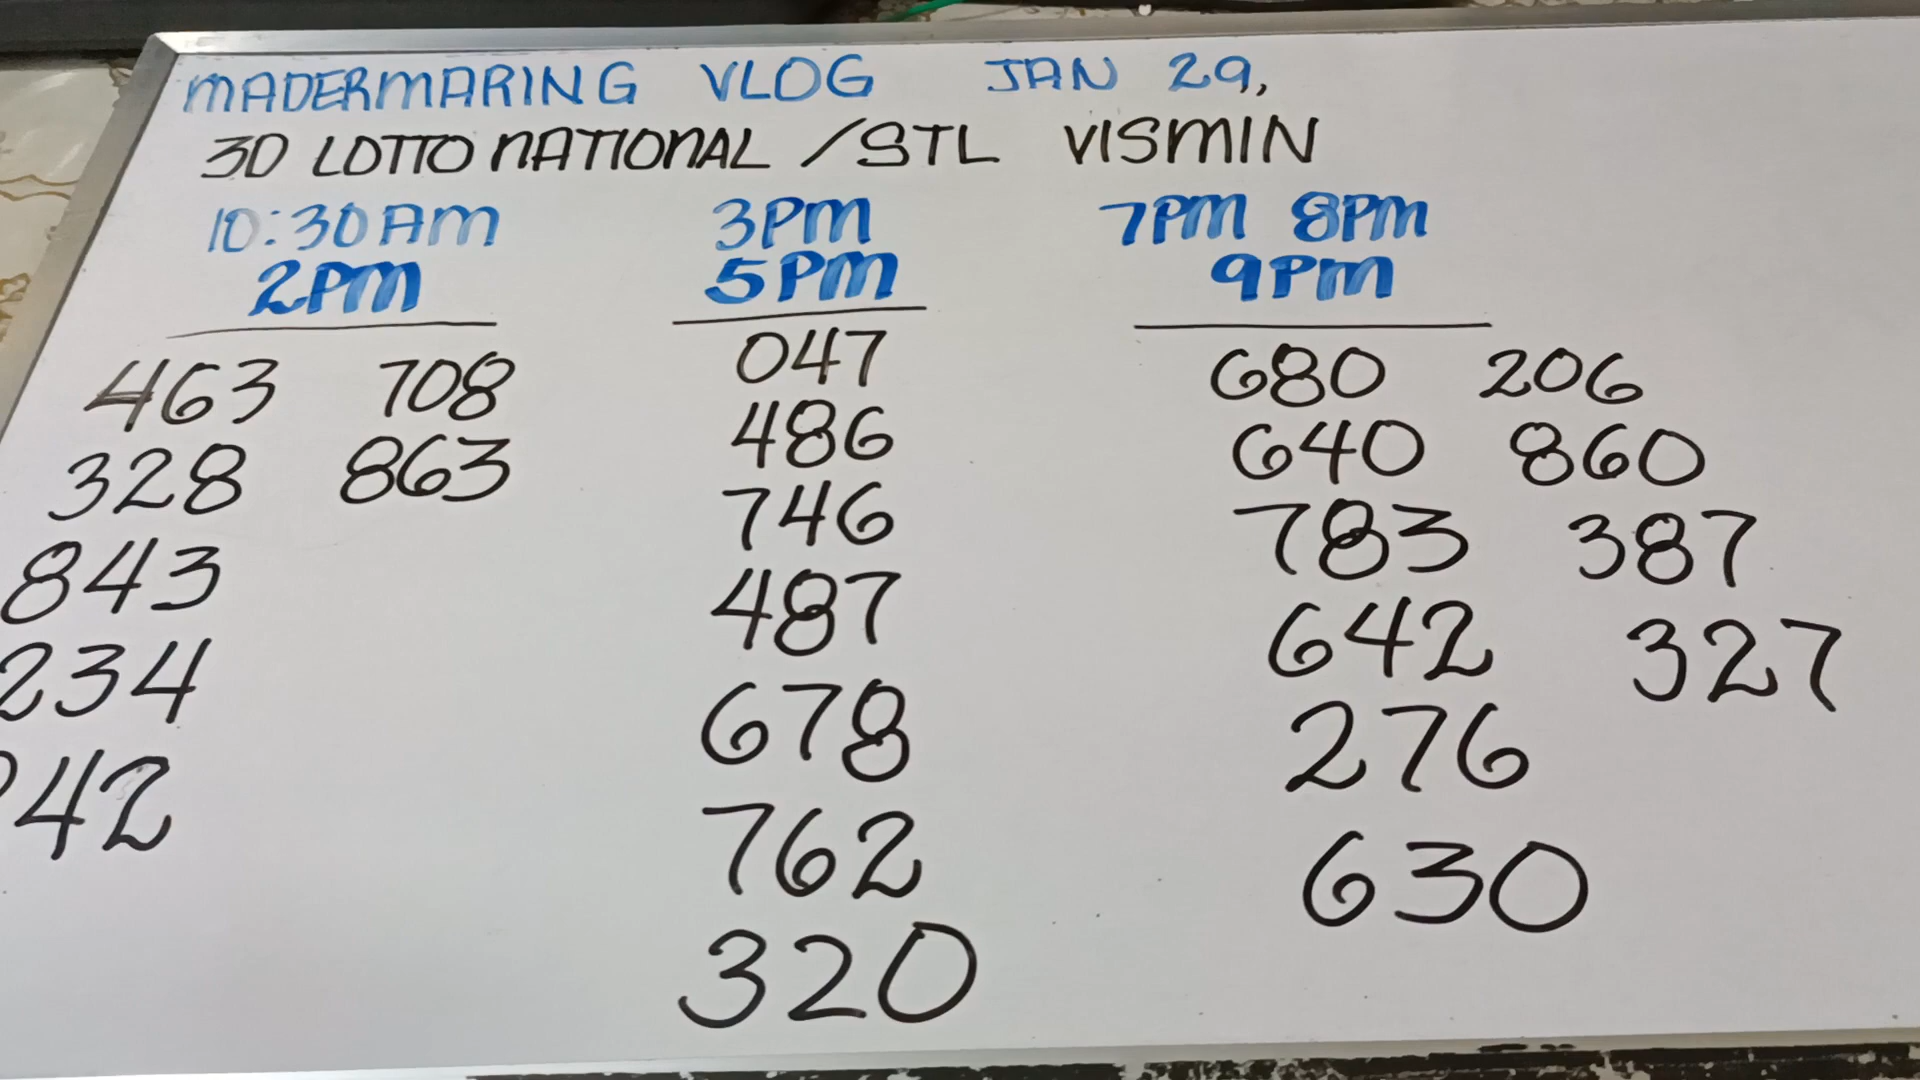 MADERMARING VLOG JAN 29,
3D LOTTO NATIONAL / STL VISMIN
10:30AM 3PM 7PM 8PM
2PM 5PM 9PM
463 708 047 680 206
328 863 486 640 860
843 746 783 387
234 487 642 327
42 678 276
762 630
320